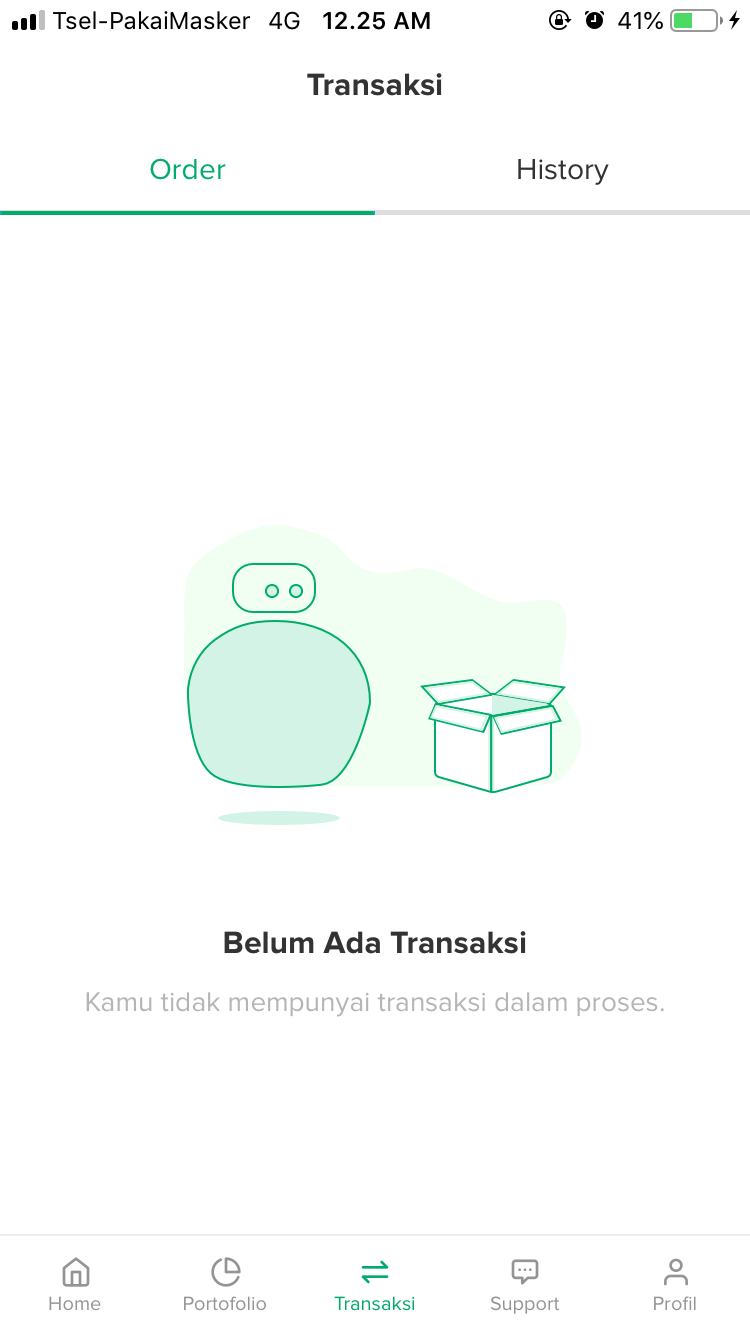 Tsel-PakaiMasker 4G 12.25 AM 41%
Transaksi
Order History
Belum Ada Transaksi
Kamu tidak mempunyai transaksi dalam proses.
Home Portofolio Transaksi Support Profil